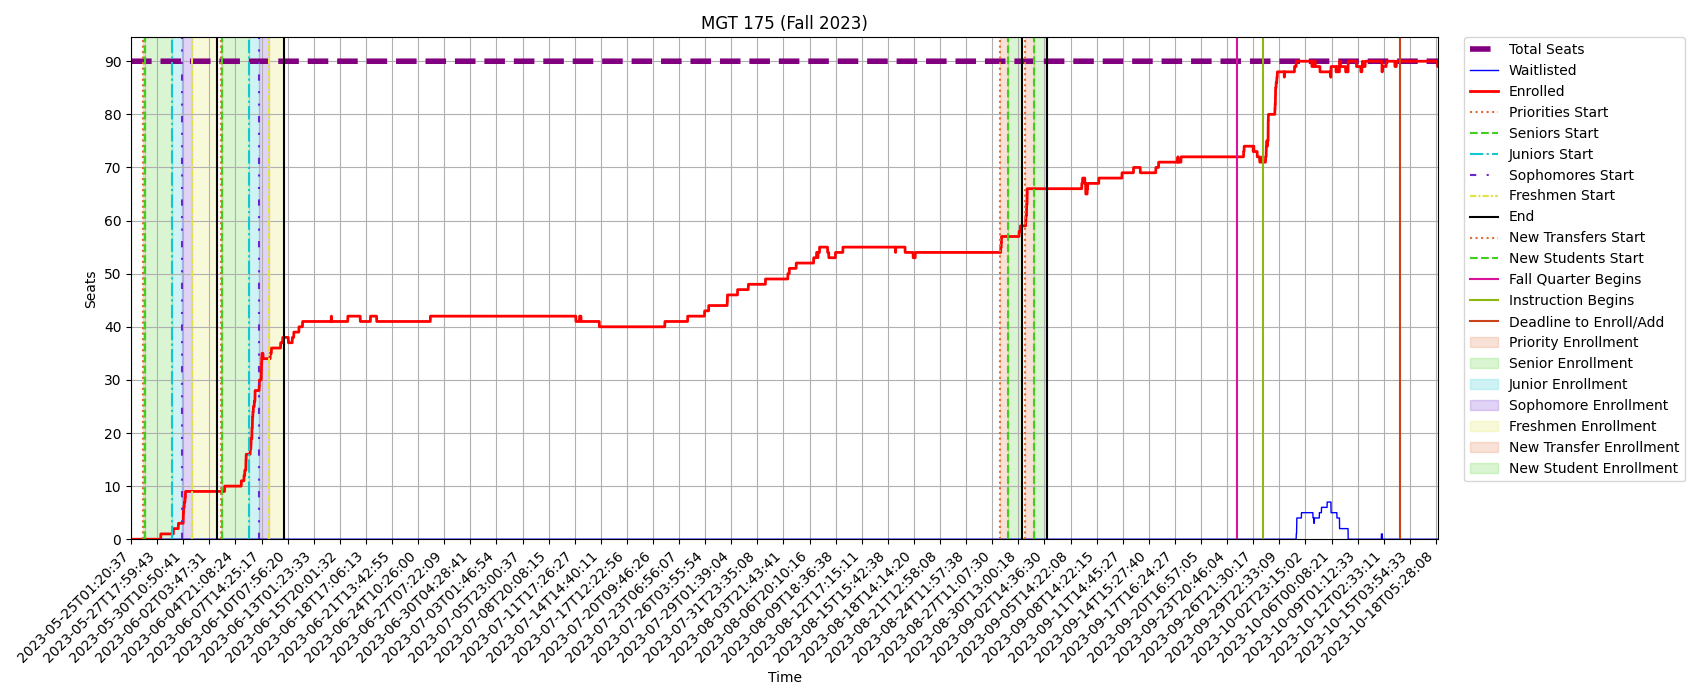 MGT 175 (Fall 2023)
Seats
90
80
70
60
50
40
30
20
10
0
2023-05-25T01:20:37
2023-05-27T17:59:43
2023-05-30T10:50:41
2023-06-02T03:47:31
2023-06-04T21:08:24
2023-06-07T14:25:17
2023-06-10T07:56:20
2023-06-13T01:23:33
2023-06-15T20:01:32
2023-06-18T17:06:13
2023-06-21T13:42:55
2023-06-24T10:26:00
2023-06-27T07:22:09
2023-06-30T04:28:41
2023-07-03T01:46:54
2023-07-05T23:00:37
2023-07-08T20:08:15
2023-07-11T17:26:27
2023-07-14T14:40:11
2023-07-17T12:22:56
2023-07-20T09:46:26
2023-07-23T06:56:07
2023-07-26T03:55:54
2023-07-29T01:39:04
2023-07-31T23:35:08
2023-08-03T21:43:41
2023-08-06T20:10:16
2023-08-09T18:36:38
2023-08-12T17:15:11
2023-08-15T15:42:38
2023-08-18T14:14:20
2023-08-21T12:58:08
2023-08-24T11:57:38
2023-08-27T11:07:30
2023-08-30T13:00:18
2023-09-02T14:36:30
2023-09-05T14:22:08
2023-09-08T14:22:15
2023-09-11T14:45:27
2023-09-14T15:27:40
2023-09-17T16:24:27
2023-09-20T16:57:05
2023-09-23T20:46:04
2023-09-26T21:30:17
2023-09-29T22:33:09
2023-10-02T23:15:02
2023-10-06T00:08:21
2023-10-09T01:12:33
2023-10-12T02:33:11
2023-10-15T03:54:33
2023-10-18T05:28:08
Time
Total Seats
Waitlisted
Enrolled
Priorities Start
Seniors Start
Juniors Start
Sophomores Start
Freshmen Start
End
New Transfers Start
New Students Start
Fall Quarter Begins
Instruction Begins
Deadline to Enroll/Add
Priority Enrollment
Senior Enrollment
Junior Enrollment
Sophomore Enrollment
Freshmen Enrollment
New Transfer Enrollment
New Student Enrollment